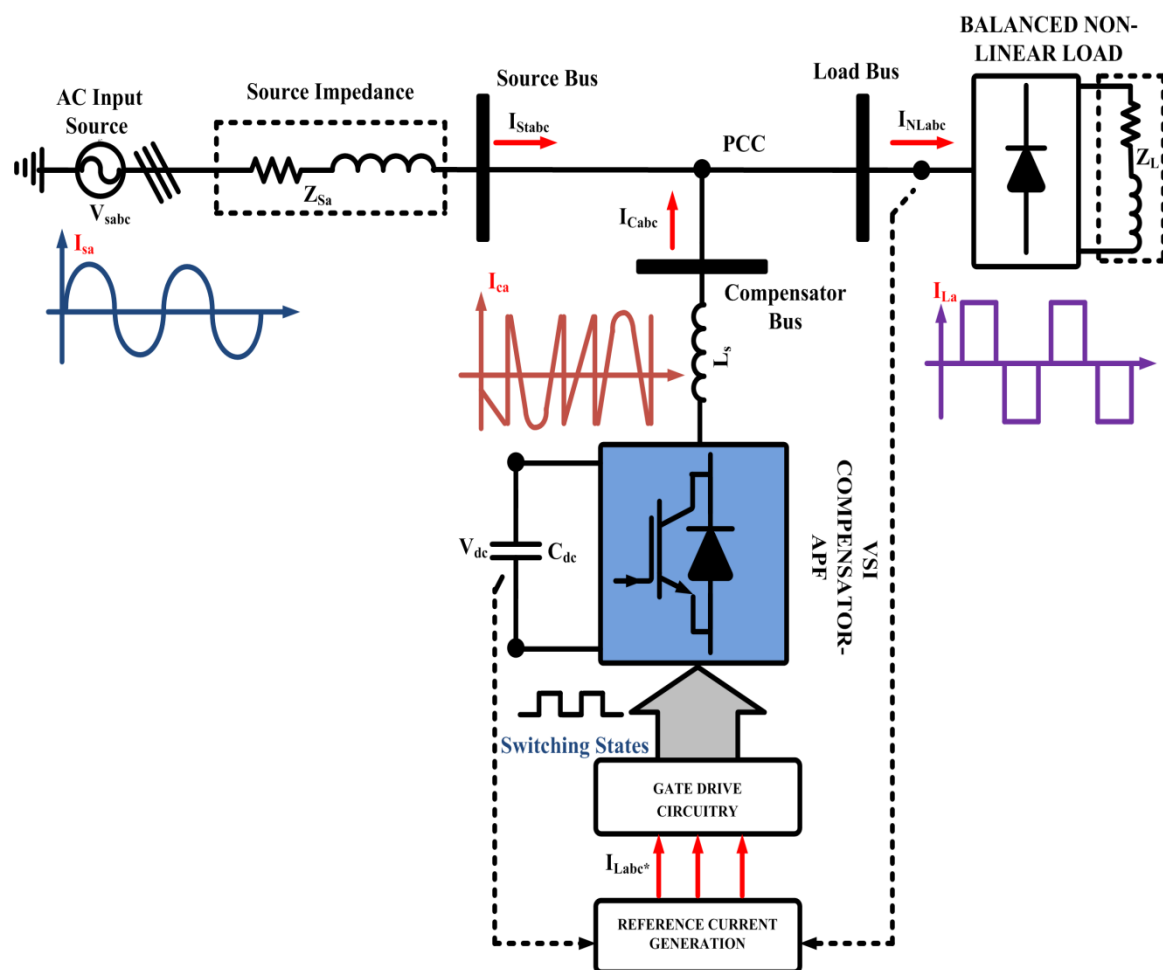 BALANCED NON-
LINEAR LOAD
Source Bus
Load Bus
Source Impedance
AC Input
Source
I_Stabc
I_NLabc
PCC
Z_L
Z_Sa
V_sabc
I_Cabc
I_sa
I_ca
Compensator
Bus
I_La
L_s
VSI
COMPENSATOR-
APF
V_dc
C_dc
Switching States
GATE DRIVE
CIRCUITRY
I_Labc*
REFERENCE CURRENT
GENERATION